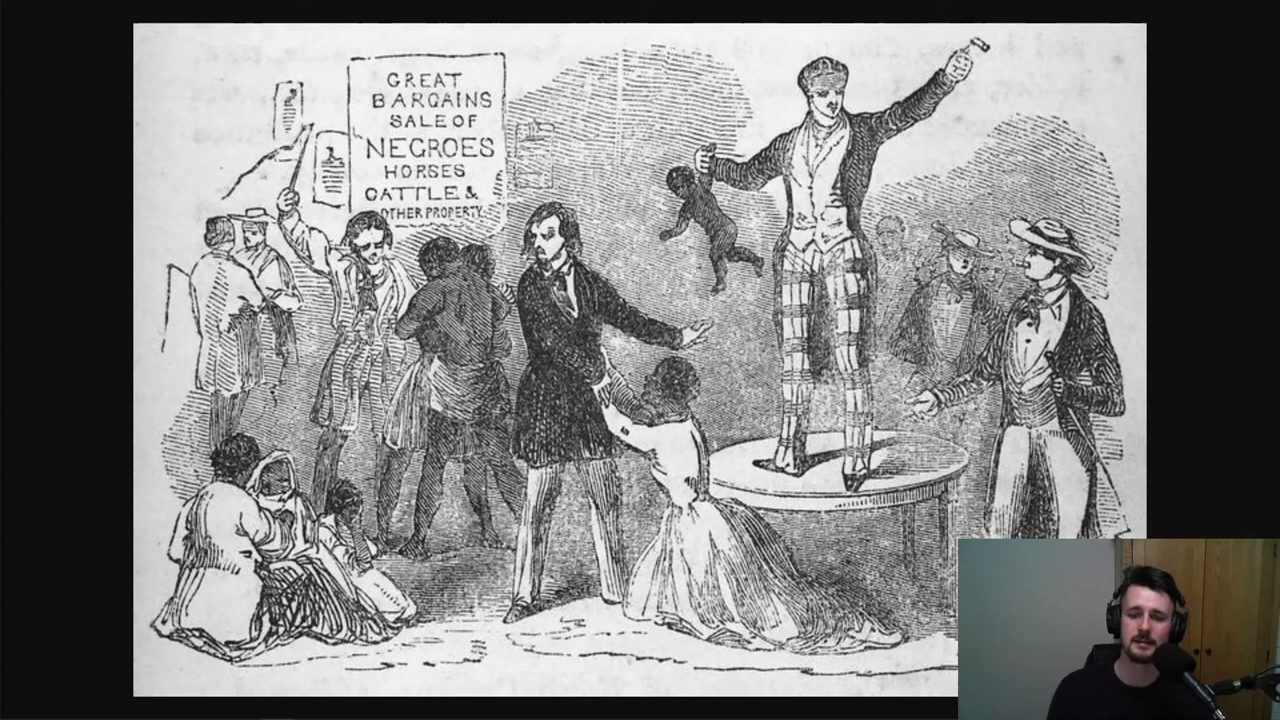 GREAT
BARGAINS
SALE OF
NEGROES
HORSES
CATTLE &
OTHER PROPERTY